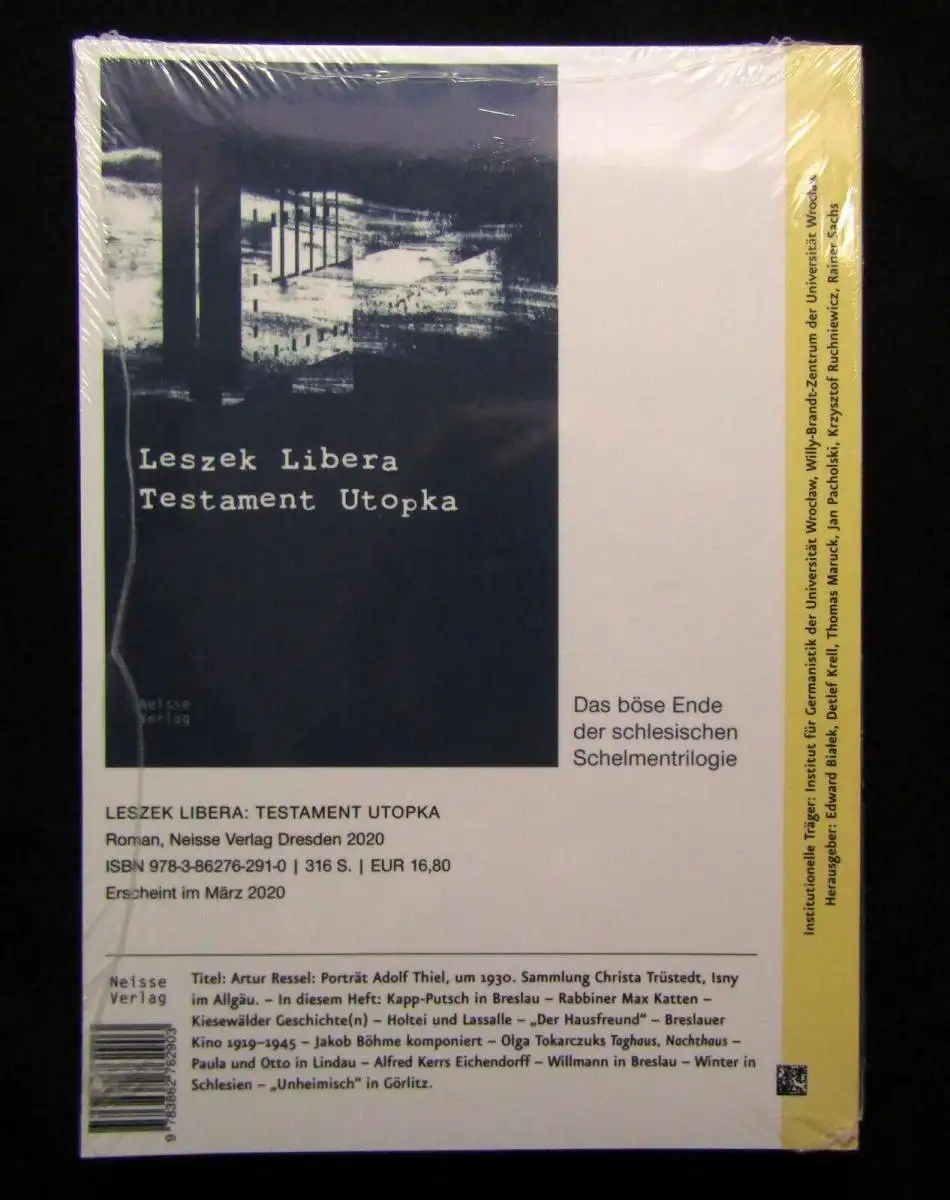 Leszek Libera
Testament Utopka
Neisse
Verlag
Das böse Ende
der schlesischen
Schelmentrilogie
LESZEK LIBERA: TESTAMENT UTOPKA
Roman, Neisse Verlag Dresden 2020
ISBN 978-3-86276-291-0 | 316 S. | EUR 16,80
Erscheint im März 2020
Neisse
Verlag
Titel: Artur Ressel: Porträt Adolf Thiel, um 1930. Sammlung Christa Trüstedt, Isny
im Allgäu. – In diesem Heft: Kapp-Putsch in Breslau – Rabbiner Max Katten –
Kiesewälder Geschichte(n) – Holtei und Lassalle – „Der Hausfreund“ – Breslauer
Kino 1919–1945 – Jakob Böhme komponiert – Olga Tokarczuks Taghaus, Nachthaus –
Paula und Otto in Lindau – Alfred Kerrs Eichendorff – Willmann in Breslau – Winter in
Schlesien – „Unheimisch“ in Görlitz.
9 783862 762903
Institutionelle Träger: Institut für Germanistik der Universität Wrocław, Willy-Brandt-Zentrum der Universität Wrocław
Herausgeber: Edward Białek, Detlef Krell, Thomas Maruck, Jan Pacholski, Krzysztof Ruchniewicz, Rainer Sachs